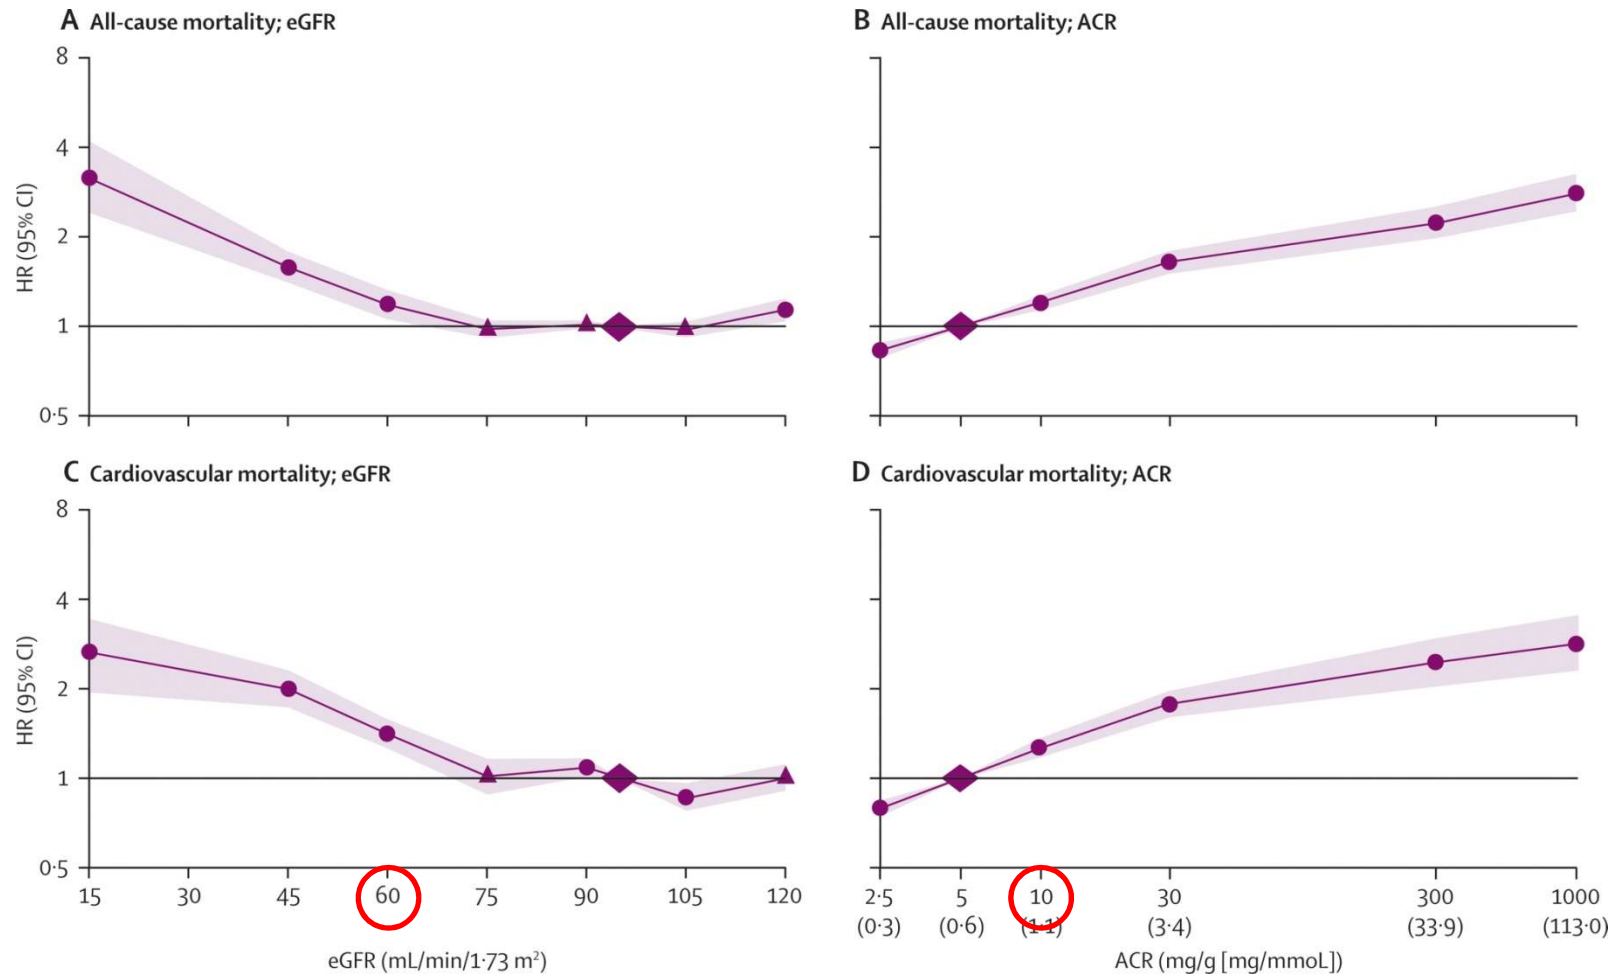 A All-cause mortality; eGFR
8
4
2
1
0·5
HR (95% CI)
B All-cause mortality; ACR
C Cardiovascular mortality; eGFR
8
4
2
1
0·5
HR (95% CI)
15 30 45 60 75 90 105 120
eGFR (mL/min/1·73 m²)
D Cardiovascular mortality; ACR
2·5 5 10 30 300 1000
(0·3) (0·6) (1·1) (3·4) (33·9) (113·0)
ACR (mg/g [mg/mmoL])